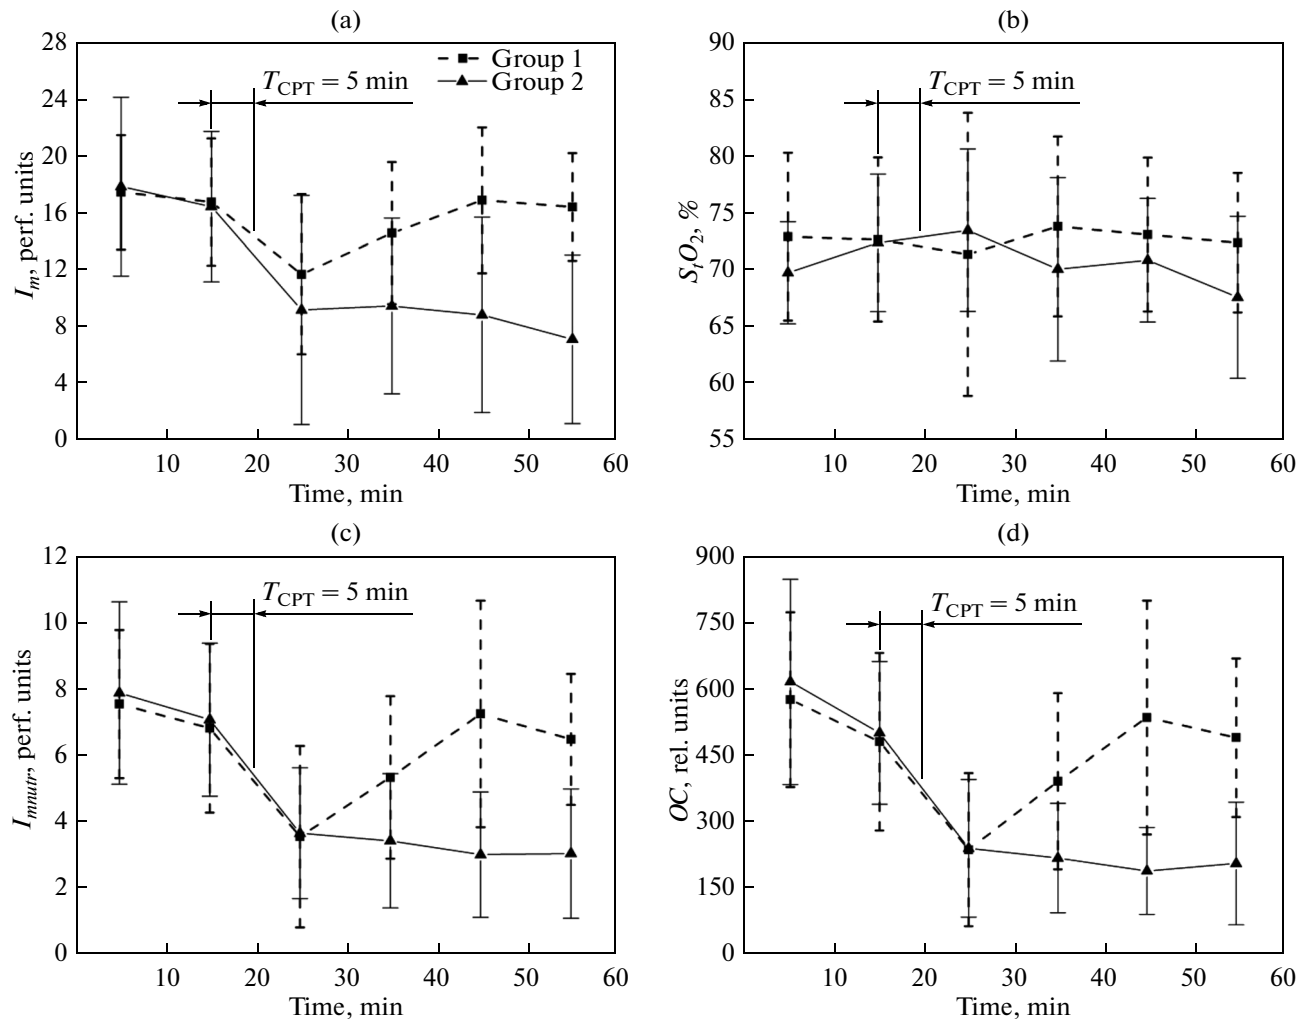 (a)
28
24
20
16
12
8
4
0
I_m, perf. units
Group 1
Group 2
T_CPT = 5 min
10 20 30 40 50 60
Time, min
(b)
90
85
80
75
70
65
60
55
S_tO_2, %
T_CPT = 5 min
10 20 30 40 50 60
Time, min
(c)
12
10
8
6
4
2
0
I_mnutr, perf. units
T_CPT = 5 min
10 20 30 40 50 60
Time, min
(d)
900
750
600
450
300
150
0
OC, rel. units
T_CPT = 5 min
10 20 30 40 50 60
Time, min